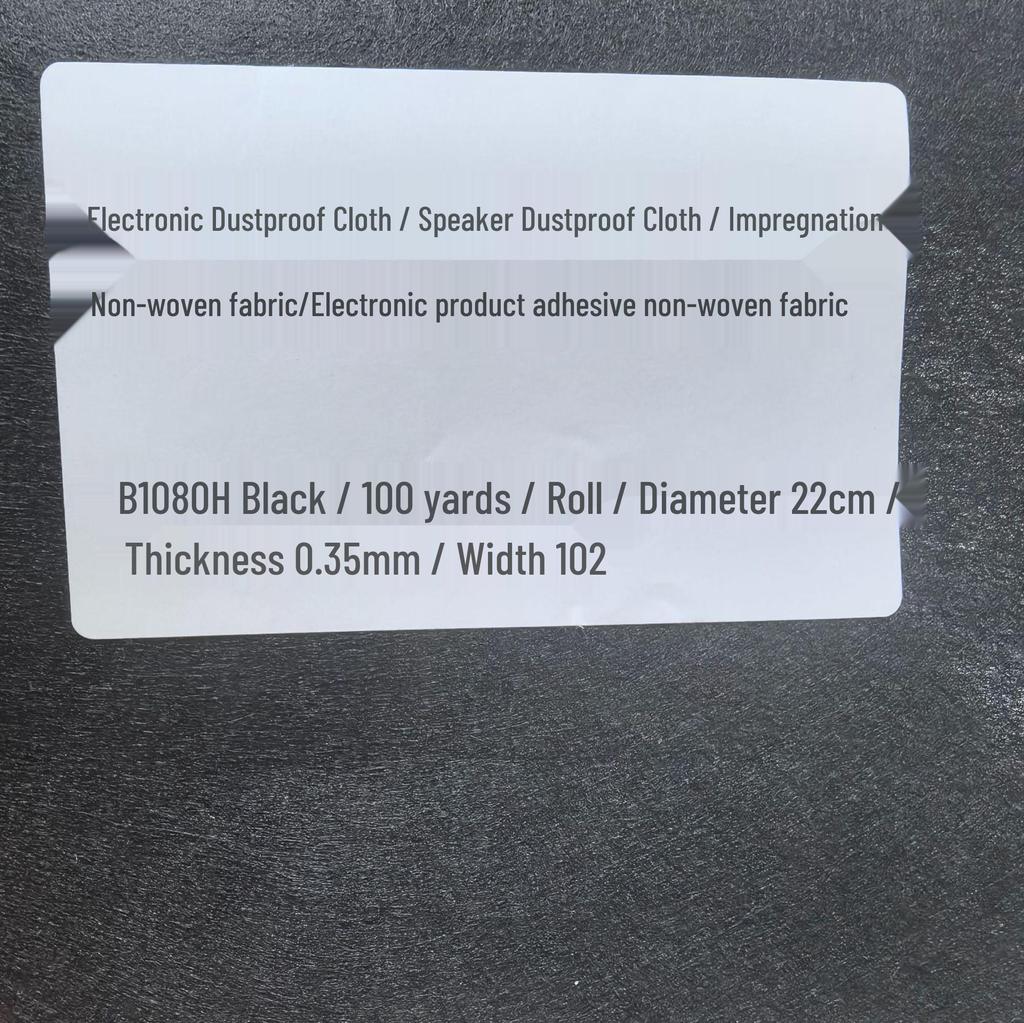 Electronic Dustproof Cloth / Speaker Dustproof Cloth / Impregnation
Non-woven fabric/Electronic product adhesive non-woven fabric
B1080H Black / 100 yards / Roll / Diameter 22cm /
Thickness 0.35mm / Width 102